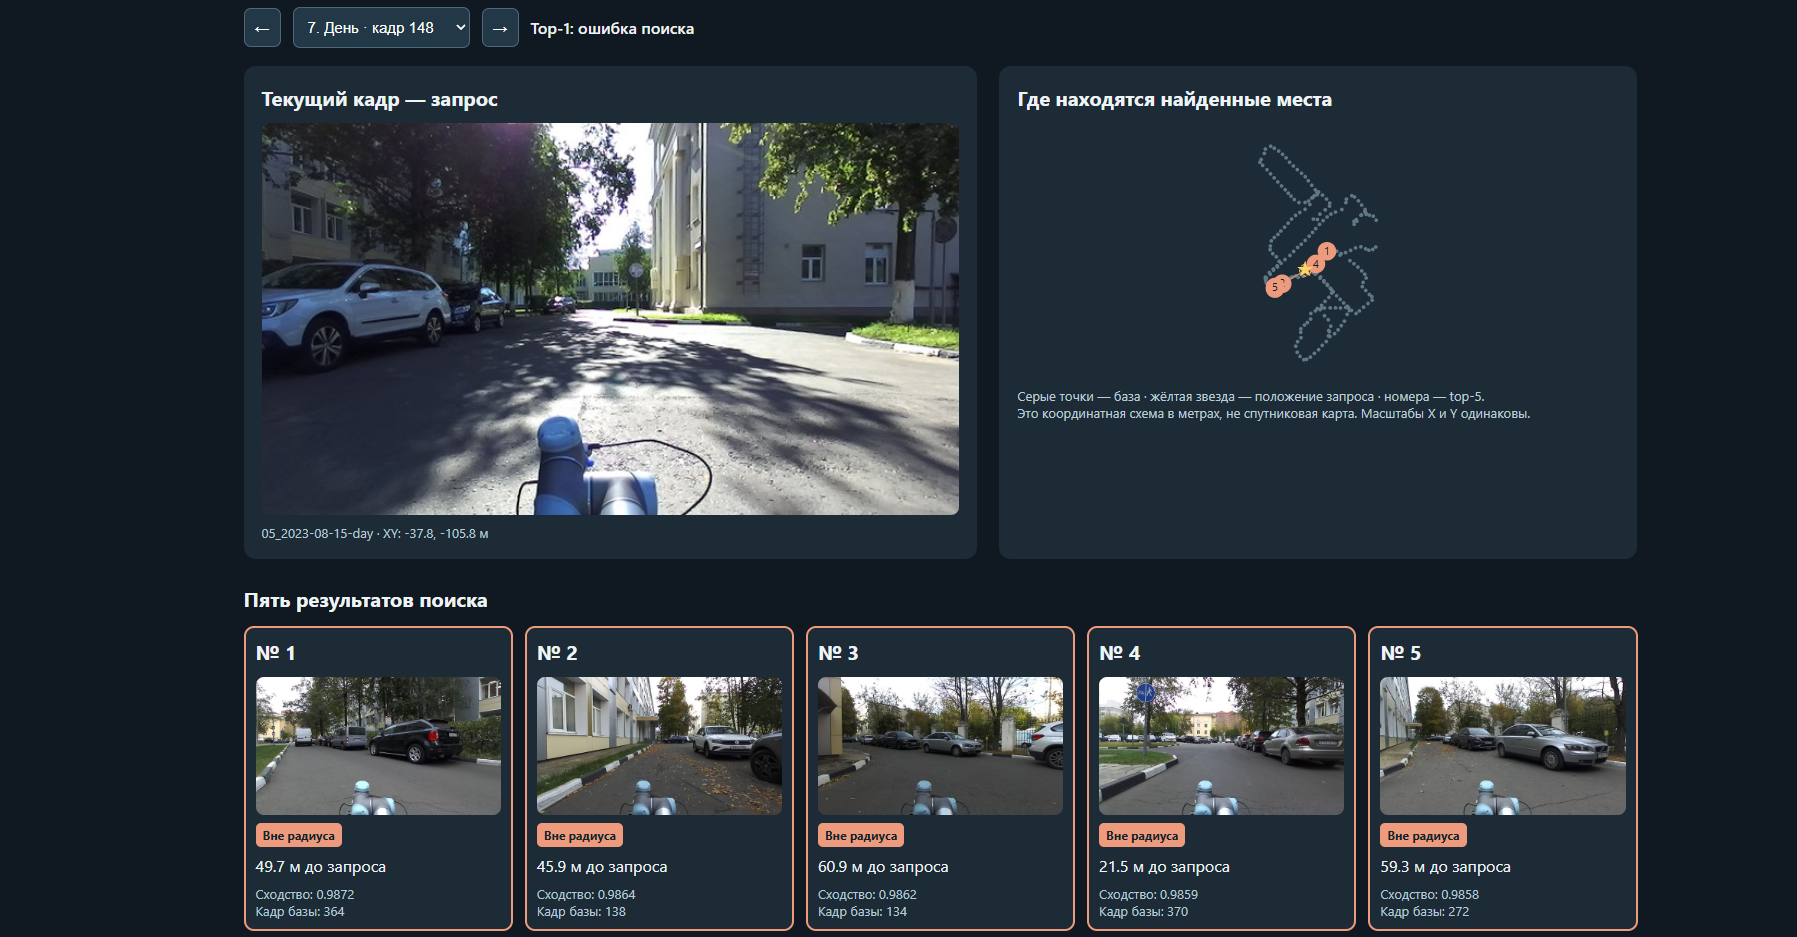 ←
7. День · кадр 148
→
Top-1: ошибка поиска
Текущий кадр — запрос
05_2023-08-15-day · XY: -37.8, -105.8 м
Где находятся найденные места
1
4
5
Серые точки — база · жёлтая звезда — положение запроса · номера — top-5.
Это координатная схема в метрах, не спутниковая карта. Масштабы X и Y одинаковы.
Пять результатов поиска
№ 1
Вне радиуса
49.7 м до запроса
Сходство: 0.9872
Кадр базы: 364
№ 2
Вне радиуса
45.9 м до запроса
Сходство: 0.9864
Кадр базы: 138
№ 3
Вне радиуса
60.9 м до запроса
Сходство: 0.9862
Кадр базы: 134
№ 4
Вне радиуса
21.5 м до запроса
Сходство: 0.9859
Кадр базы: 370
№ 5
Вне радиуса
59.3 м до запроса
Сходство: 0.9858
Кадр базы: 272